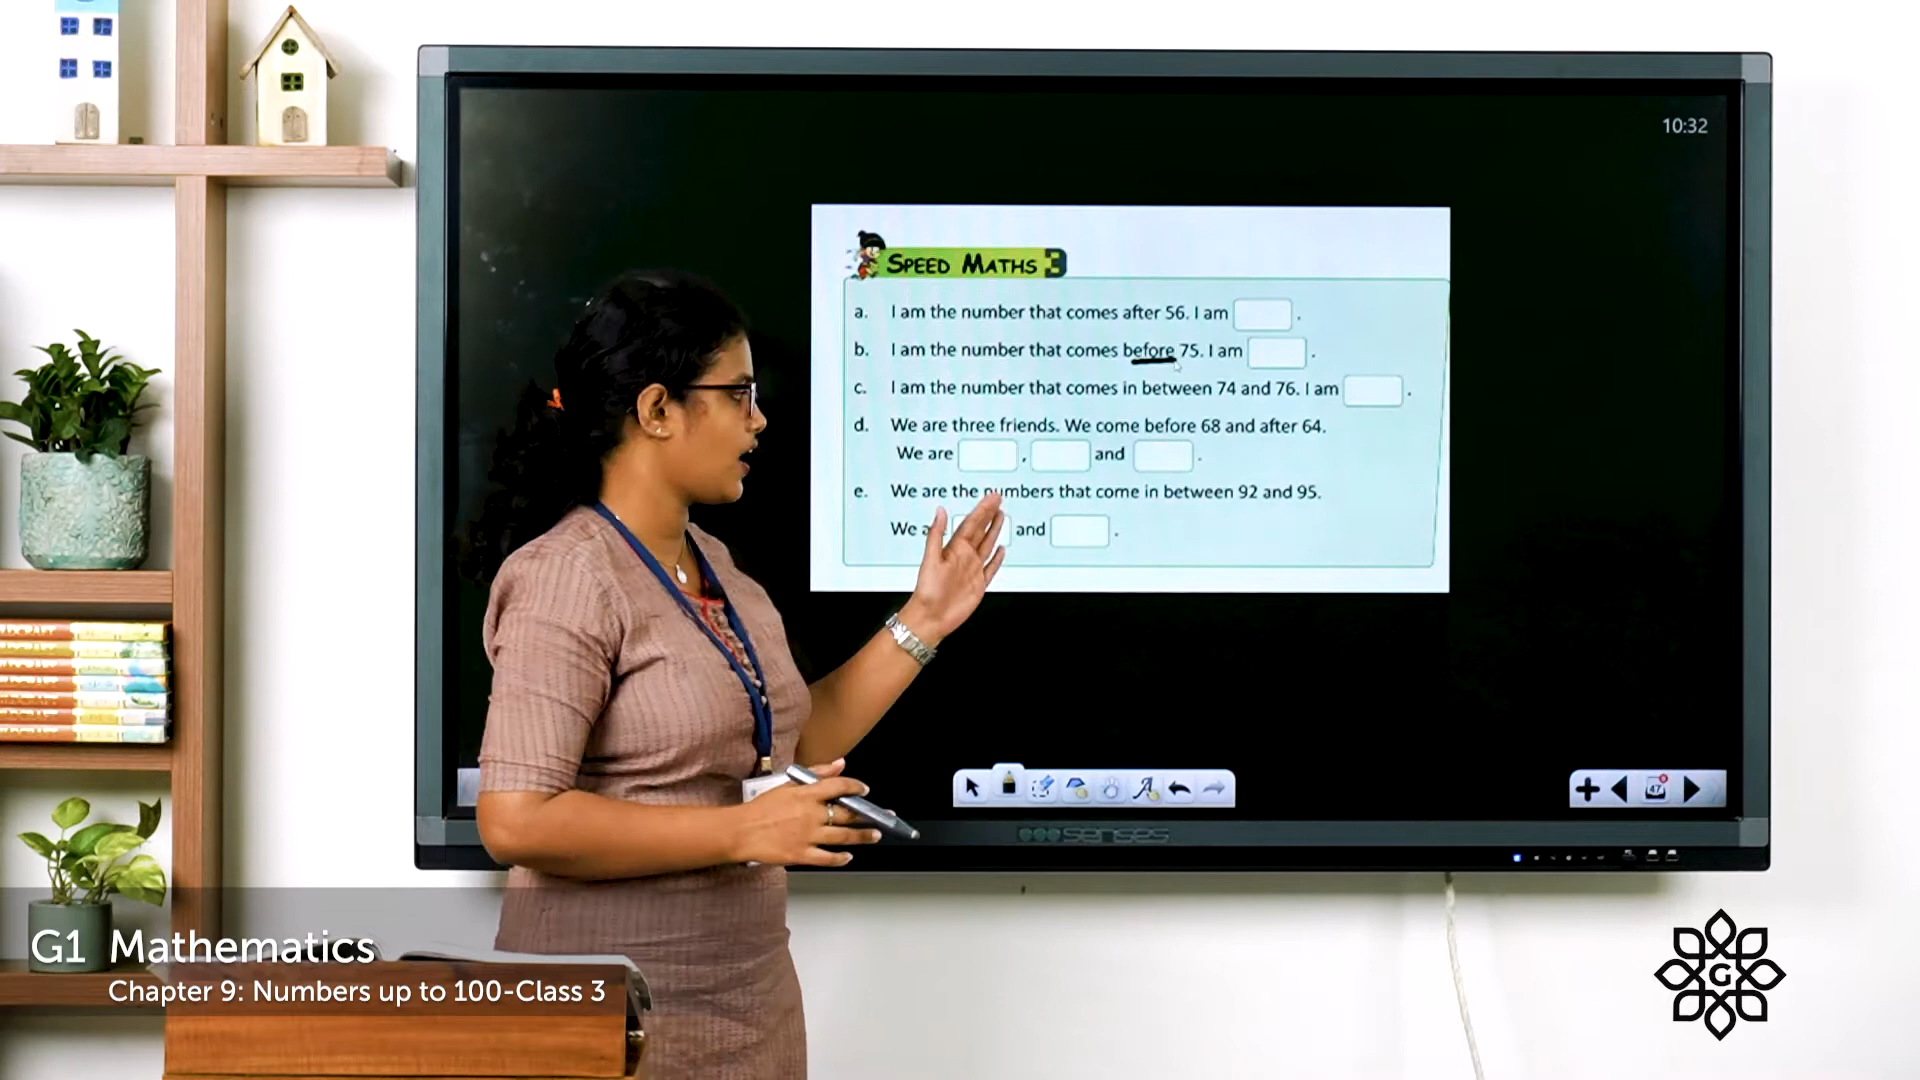 10:32
SPEED MATHS 3
a. I am the number that comes after 56. I am .
b. I am the number that comes before 75. I am .
c. I am the number that comes in between 74 and 76. I am .
d. We are three friends. We come before 68 and after 64.
We are , and .
e. We are the numbers that come in between 92 and 95.
We and .
47
senses
G1 Mathematics
Chapter 9: Numbers up to 100-Class 3
G